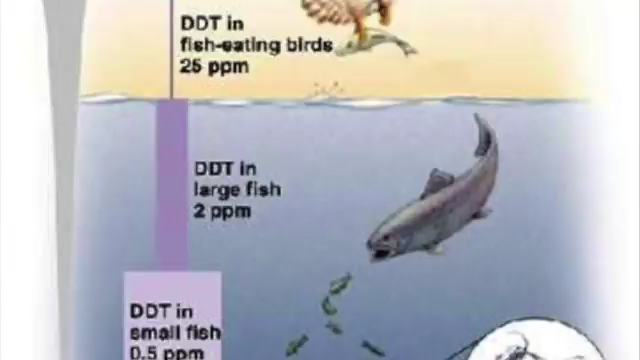 DDT in
fish-eating birds
25 ppm
DDT in
large fish
2 ppm
DDT in
small fish
0.5 ppm